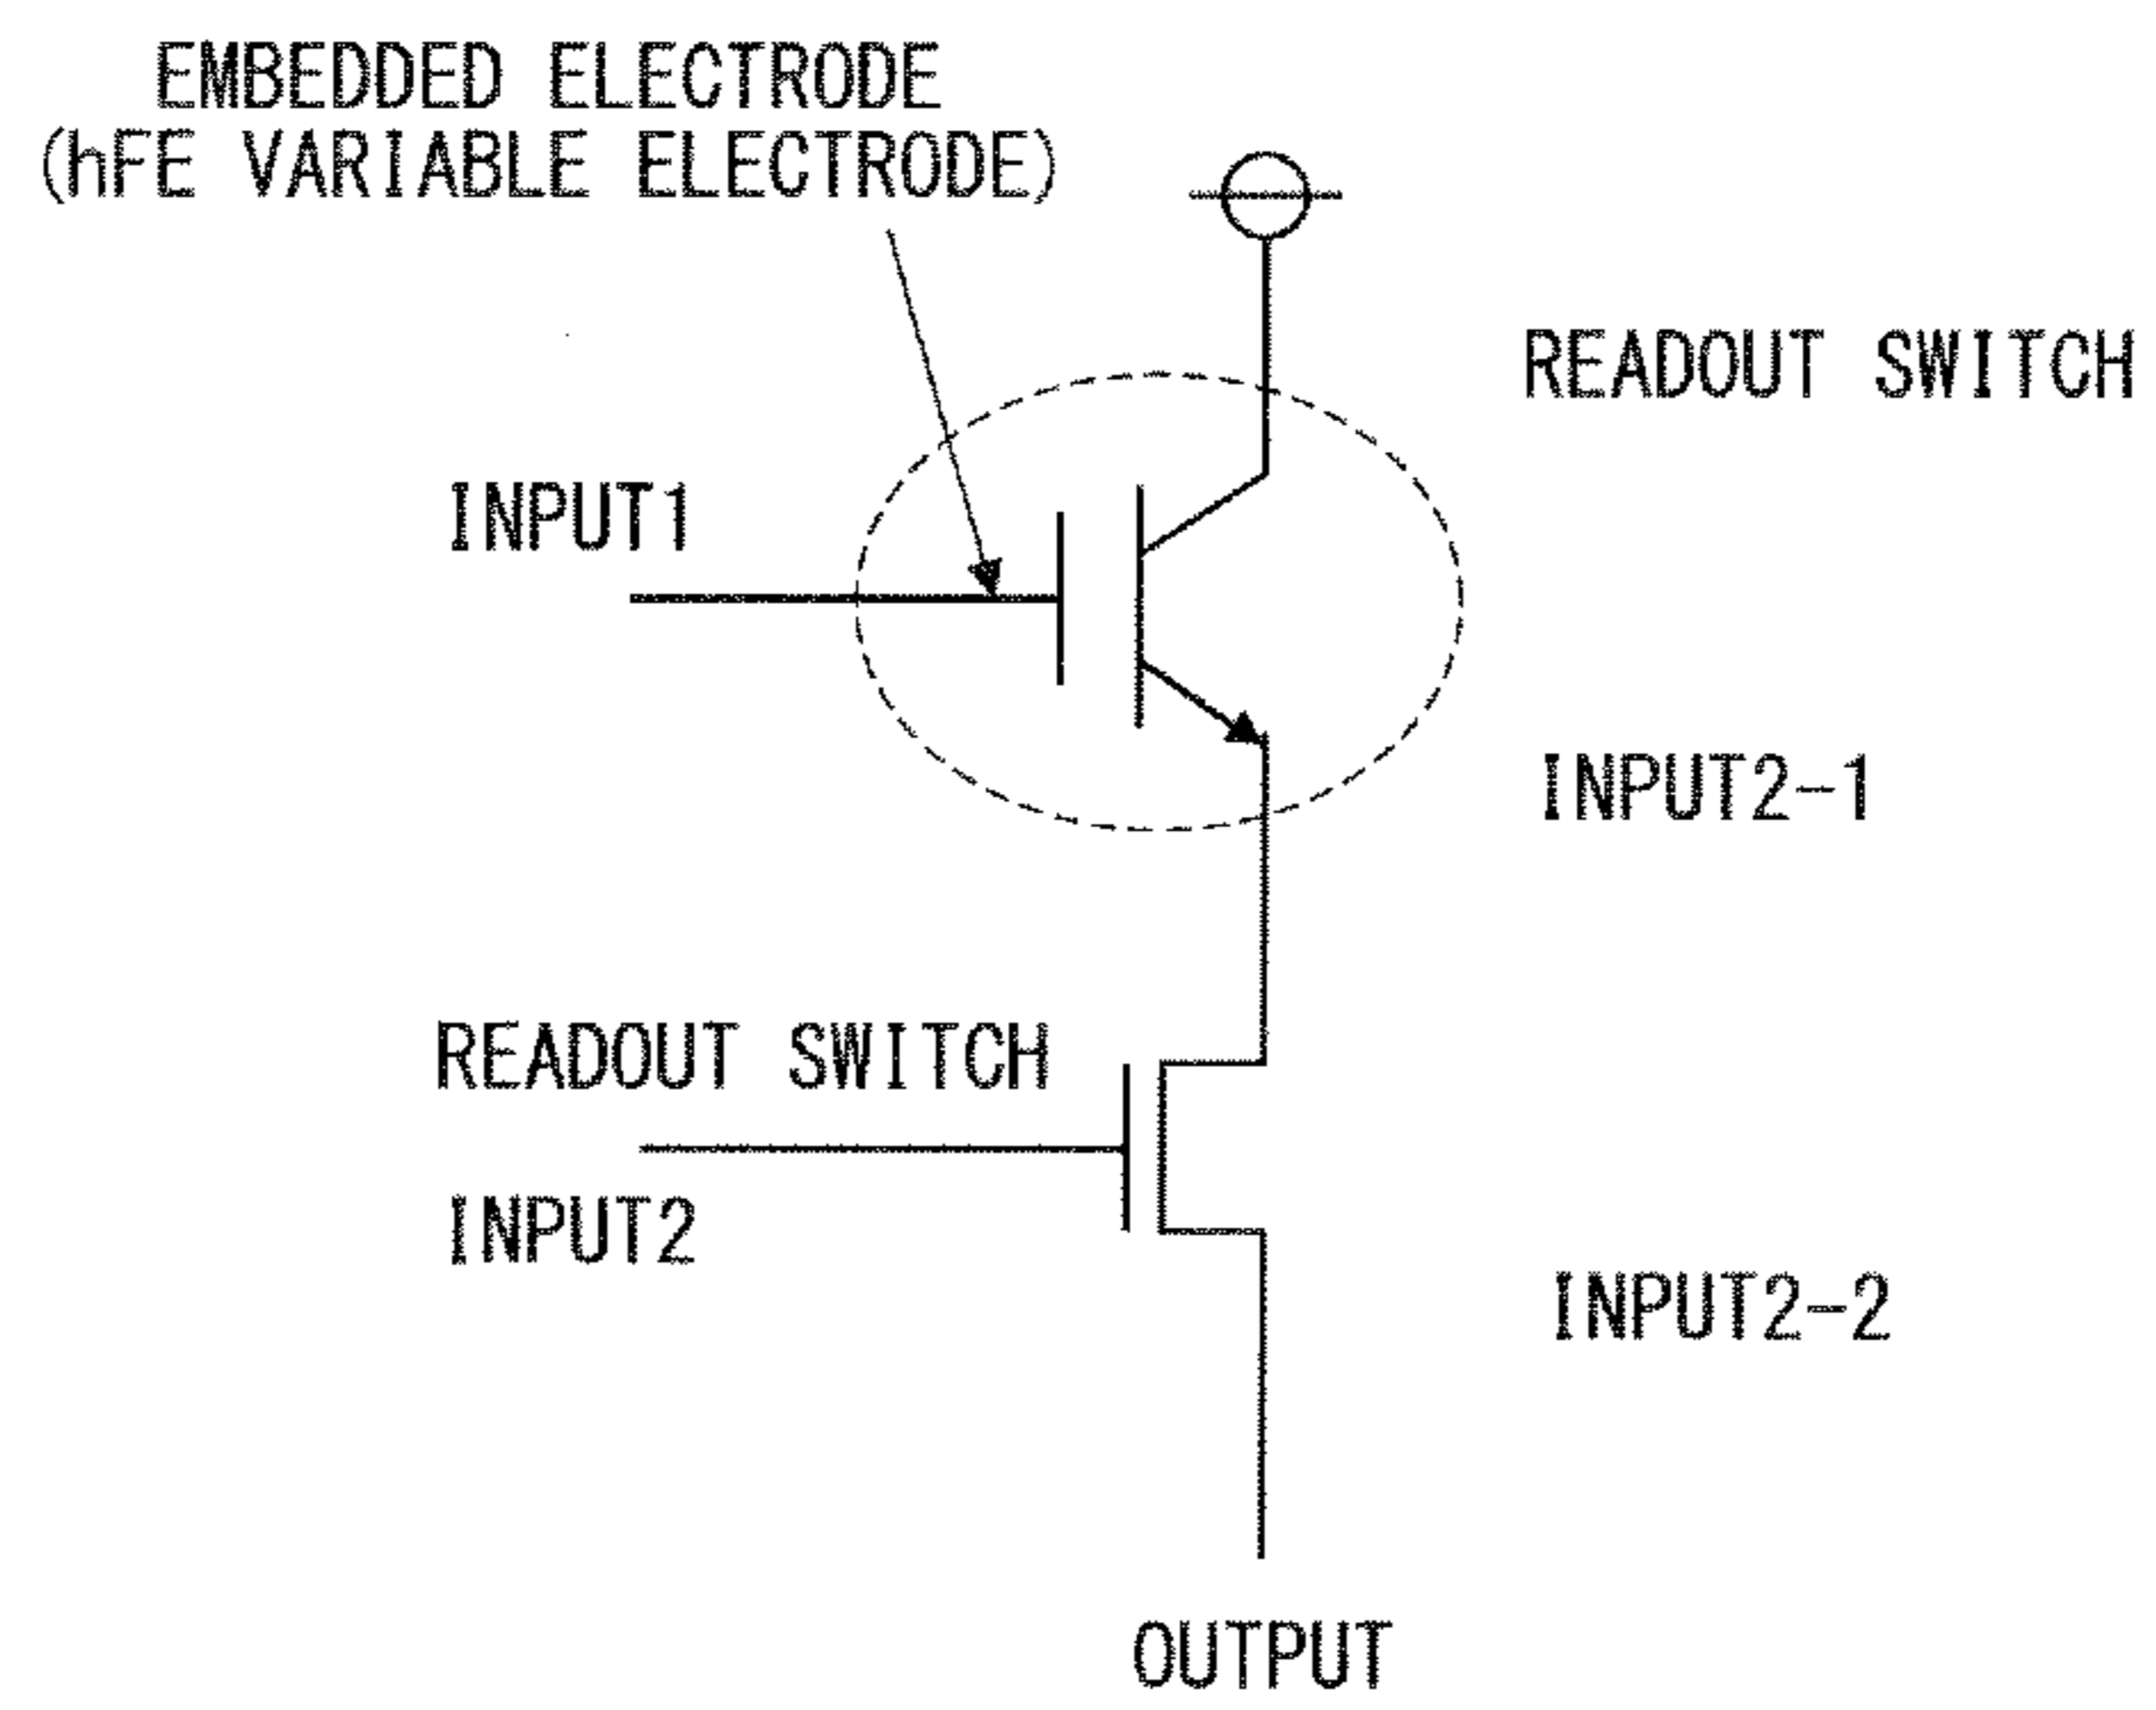 EMBEDDED ELECTRODE
(hFE VARIABLE ELECTRODE)
READOUT SWITCH
INPUT1
INPUT2-1
READOUT SWITCH
INPUT2
INPUT2-2
OUTPUT